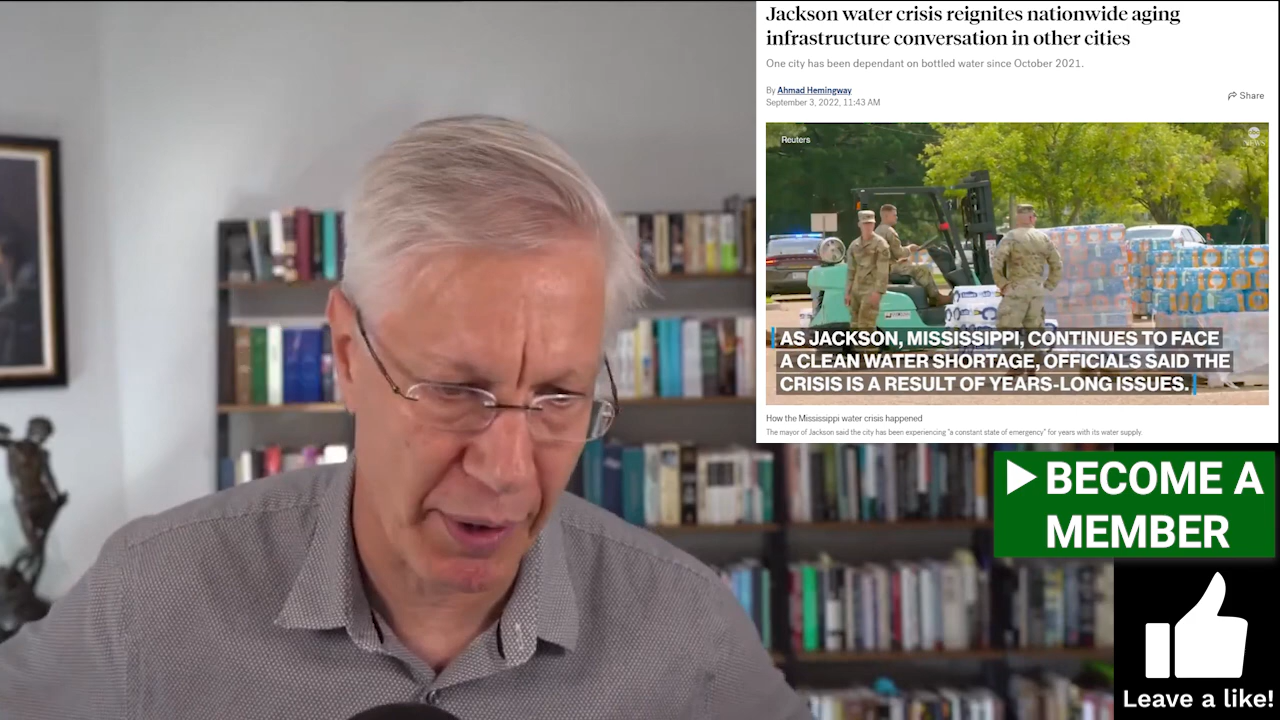 Jackson water crisis reignites nationwide aging
infrastructure conversation in other cities
One city has been dependant on bottled water since October 2021.
By Ahmad Hemingway
September 3, 2022, 11:43 AM
Share
Reuters
abc
NEWS
AS JACKSON, MISSISSIPPI, CONTINUES TO FACE
A CLEAN WATER SHORTAGE, OFFICIALS SAID THE
CRISIS IS A RESULT OF YEARS-LONG ISSUES.
How the Mississippi water crisis happened
The mayor of Jackson said the city has been experiencing "a constant state of emergency" for years with its water supply.
BECOME A
MEMBER
Leave a like!